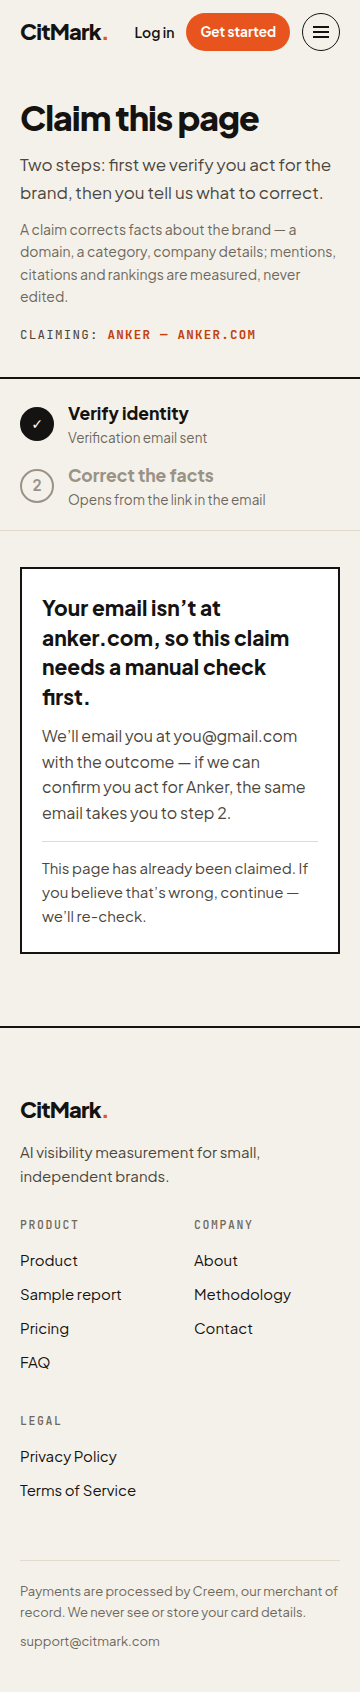 CitMark.
Log in
Get started
Claim this page
Two steps: first we verify you act for the
brand, then you tell us what to correct.
A claim corrects facts about the brand — a
domain, a category, company details; mentions,
citations and rankings are measured, never
edited.
CLAIMING: ANKER — ANKER.COM
✓
Verify identity
Verification email sent
2
Correct the facts
Opens from the link in the email
Your email isn’t at
anker.com, so this claim
needs a manual check
first.
We’ll email you at you@gmail.com
with the outcome — if we can
confirm you act for Anker, the same
email takes you to step 2.
This page has already been claimed. If
you believe that’s wrong, continue —
we’ll re-check.
CitMark.
AI visibility measurement for small,
independent brands.
PRODUCT
Product
Sample report
Pricing
FAQ
COMPANY
About
Methodology
Contact
LEGAL
Privacy Policy
Terms of Service
Payments are processed by Creem, our merchant of
record. We never see or store your card details.
support@citmark.com